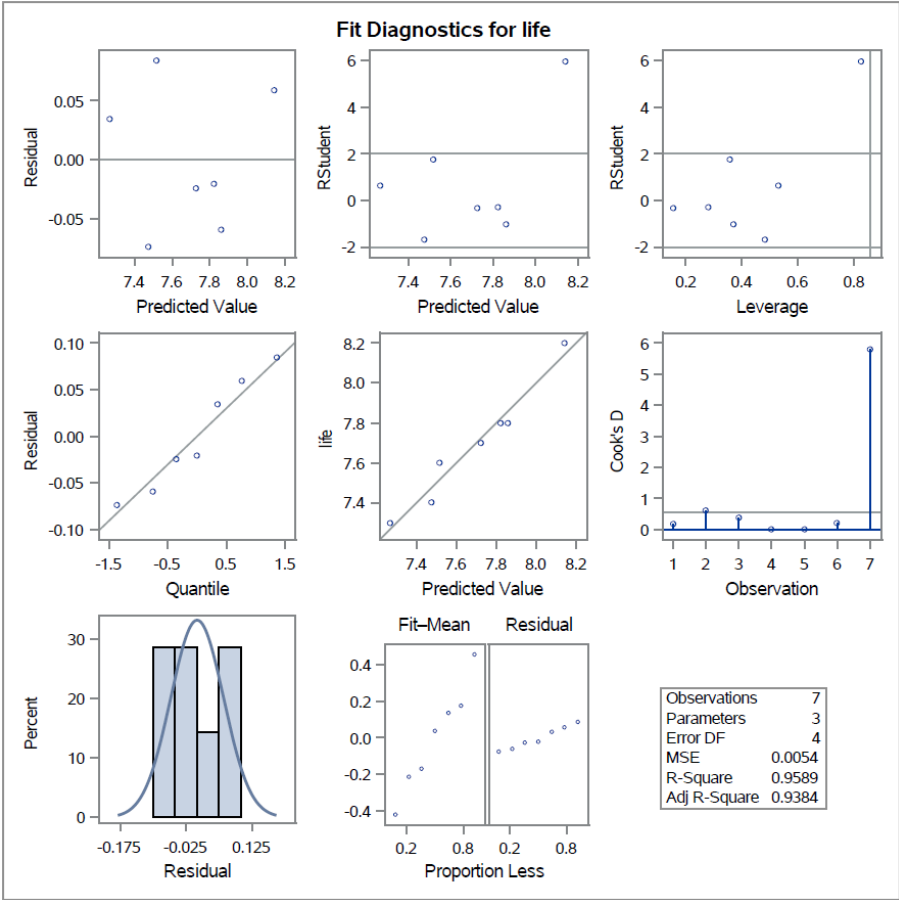 Fit Diagnostics for life
Residual
0.05
0.00
-0.05
7.4 7.6 7.8 8.0 8.2
Predicted Value
RStudent
6
4
2
0
-2
7.4 7.6 7.8 8.0 8.2
Predicted Value
RStudent
6
4
2
0
-2
0.2 0.4 0.6 0.8
Leverage
Residual
0.10
0.05
0.00
-0.05
-0.10
-1.5 -0.5 0.5 1.5
Quantile
life
8.2
8.0
7.8
7.6
7.4
7.4 7.6 7.8 8.0 8.2
Predicted Value
Cook's D
6
5
4
3
2
1
0
1 2 3 4 5 6 7
Observation
Percent
30
20
10
0
-0.175 -0.025 0.125
Residual
Fit–Mean Residual
0.4
0.2
0.0
-0.2
-0.4
0.2 0.8 0.2 0.8
Proportion Less
Observations 7
Parameters 3
Error DF 4
MSE 0.0054
R-Square 0.9589
Adj R-Square 0.9384